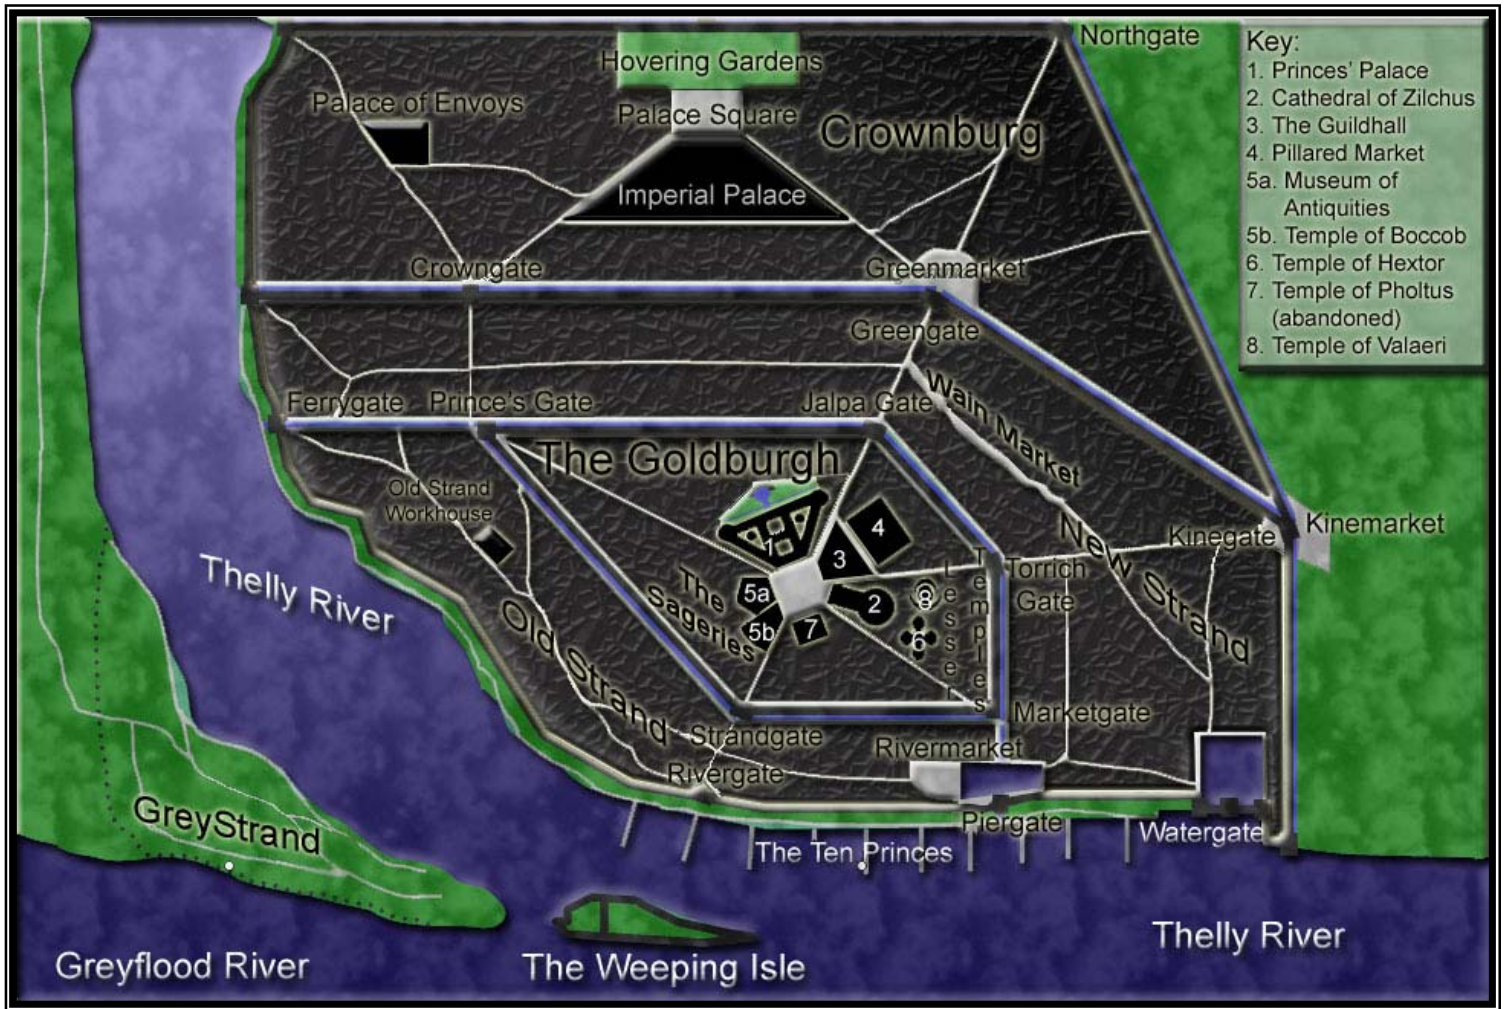 Northgate
Key:
1. Princes' Palace
2. Cathedral of Zilchus
3. The Guildhall
4. Pillared Market
5a. Museum of
Antiquities
5b. Temple of Boccob
6. Temple of Hextor
7. Temple of Pholtus
(abandoned)
8. Temple of Valaeri
Hovering Gardens
Palace of Envoys
Palace Square
Crownburg
Imperial Palace
Crowngate
Greenmarket
Greengate
Ferrygate
Prince's Gate
Jalpa Gate
Wain Market
The Goldburgh
Old Strand
Workhouse
New Strand
Kinegate
Kinemarket
1
4
3
5a
2
8
5b
7
6
The
Sageries
Lesser
Temples
Torrich
Gate
Thelly River
Old Strand
Strandgate
Marketgate
Rivermarket
Rivergate
Piergate
Watergate
The Ten Princes
GreyStrand
Thelly River
Greyflood River
The Weeping Isle